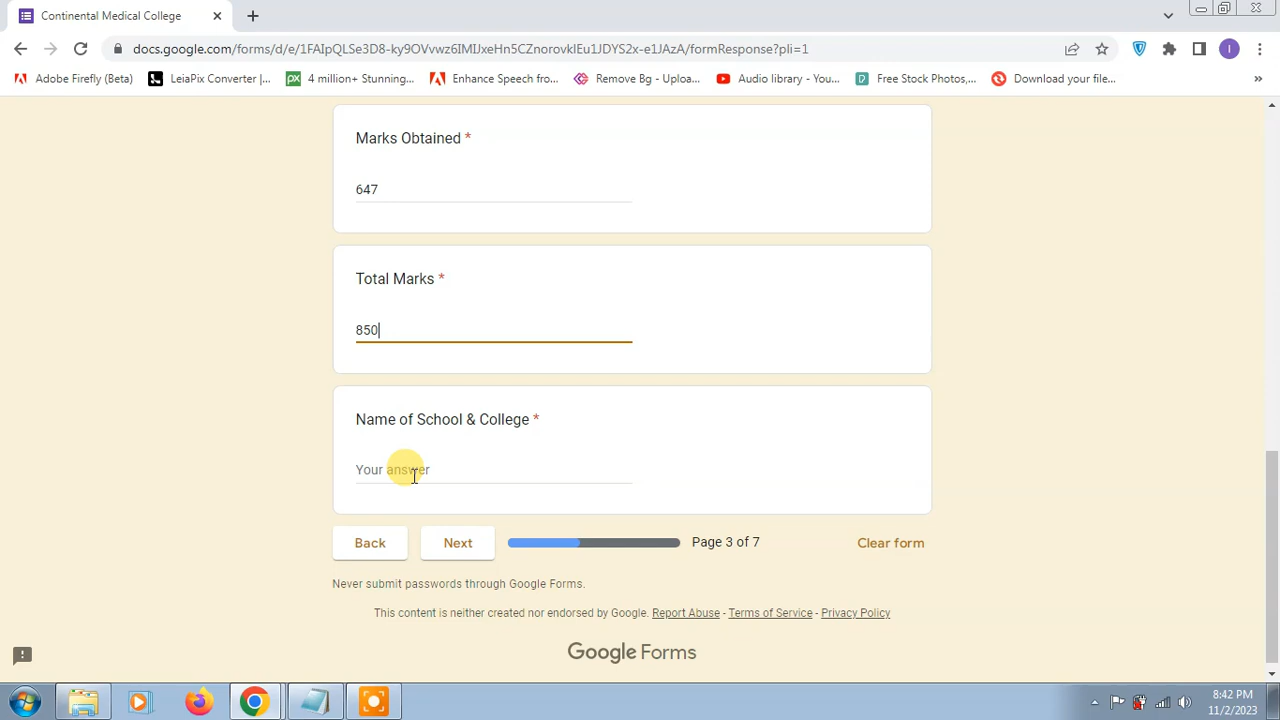 Continental Medical College
docs.google.com/forms/d/e/1FAIpQLSe3D8-ky9OVvwz6IMIJxeHn5CZnorovkIEu1JDYS2x-e1JAzA/formResponse?pli=1
I
Adobe Firefly (Beta)
LeiaPix Converter |...
px
4 million+ Stunning...
Enhance Speech fro...
Remove Bg - Uploa...
Audio library - You...
Free Stock Photos,...
Download your file...
»
Marks Obtained *
647
Total Marks *
850
Name of School & College *
Your answer
Back
Next
Page 3 of 7
Clear form
Never submit passwords through Google Forms.
This content is neither created nor endorsed by Google. Report Abuse - Terms of Service - Privacy Policy
Google Forms
8:42 PM
11/2/2023